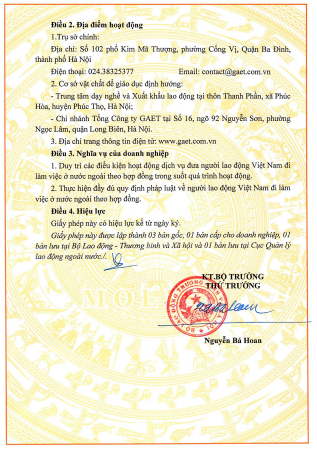 Điều 2. Địa điểm hoạt động
1.Trụ sở chính:
Địa chỉ: Số 102 phố Kim Mã Thượng, phường Cống Vị, Quận Ba Đình,
thành phố Hà Nội
Điện thoại: 024.38325377 Email: contact@gaet.com.vn
2. Cơ sở vật chất để giáo dục định hướng:
- Trung tâm dạy nghề và Xuất khẩu lao động tại thôn Thanh Phần, xã Phúc
Hòa, huyện Phúc Thọ, Hà Nội;
- Chi nhánh Tổng Công ty GAET tại Số 16, ngõ 92 Nguyễn Sơn, phường
Ngọc Lâm, quận Long Biên, Hà Nội.
3. Địa chỉ trang thông tin điện tử: www.gaet.com.vn
Điều 3. Nghĩa vụ của doanh nghiệp
1. Duy trì các điều kiện hoạt động dịch vụ đưa người lao động Việt Nam đi
làm việc ở nước ngoài theo hợp đồng trong suốt quá trình hoạt động.
2. Thực hiện đầy đủ quy định pháp luật về người lao động Việt Nam đi làm
việc ở nước ngoài theo hợp đồng.
Điều 4. Hiệu lực
Giấy phép này có hiệu lực kể từ ngày ký.
Giấy phép này được lập thành 03 bản gốc, 01 bản cấp cho doanh nghiệp, 01
bản lưu tại Bộ Lao động - Thương binh và Xã hội và 01 bản lưu tại Cục Quản lý
lao động ngoài nước./.
KT.BỘ TRƯỞNG
THỨ TRƯỞNG
Nguyễn Bá Hoan